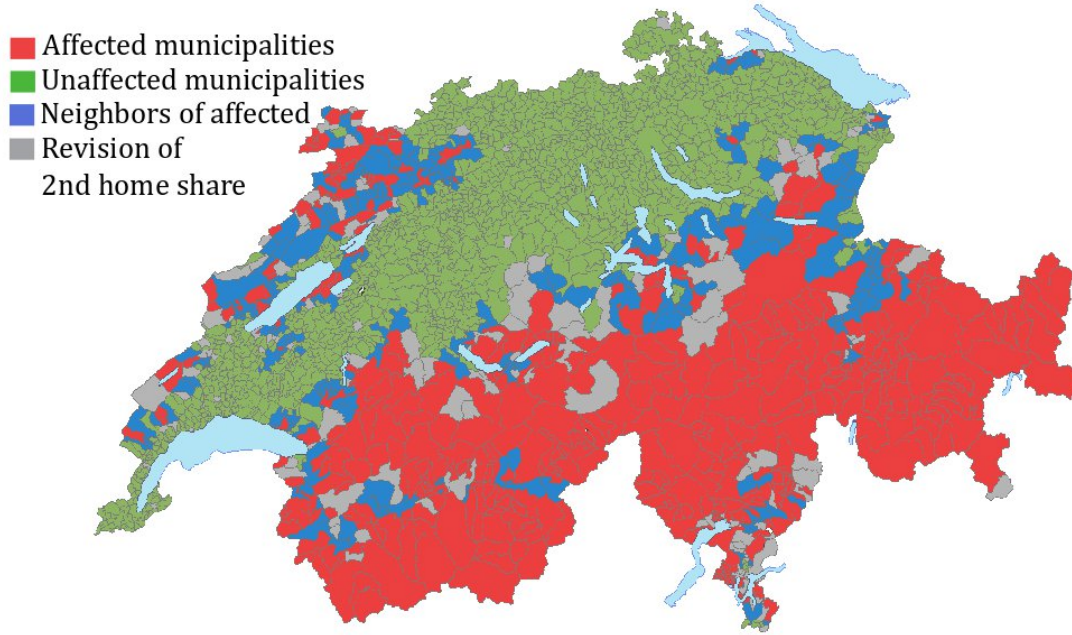 Affected municipalities
Unaffected municipalities
Neighbors of affected
Revision of
2nd home share